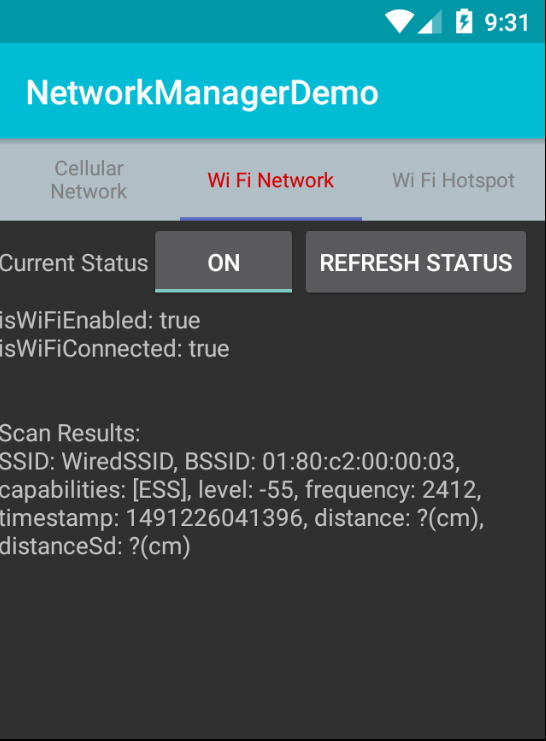 9:31
NetworkManagerDemo
Cellular
Network
Wi Fi Network
Wi Fi Hotspot
Current Status
ON
REFRESH STATUS
isWiFiEnabled: true
isWiFiConnected: true
Scan Results:
SSID: WiredSSID, BSSID: 01:80:c2:00:00:03,
capabilities: [ESS], level: -55, frequency: 2412,
timestamp: 1491226041396, distance: ?(cm),
distanceSd: ?(cm)